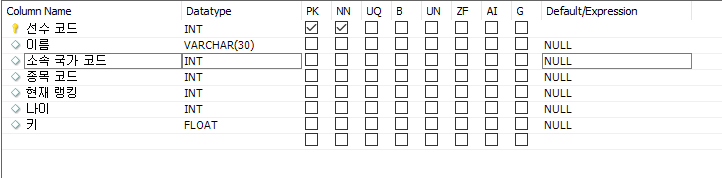 Column Name Datatype PK NN UQ B UN ZF AI G Default/Expression
선수 코드 INT
이름 VARCHAR(30) NULL
소속 국가 코드 INT NULL
종목 코드 INT NULL
현재 랭킹 INT NULL
나이 INT NULL
키 FLOAT NULL